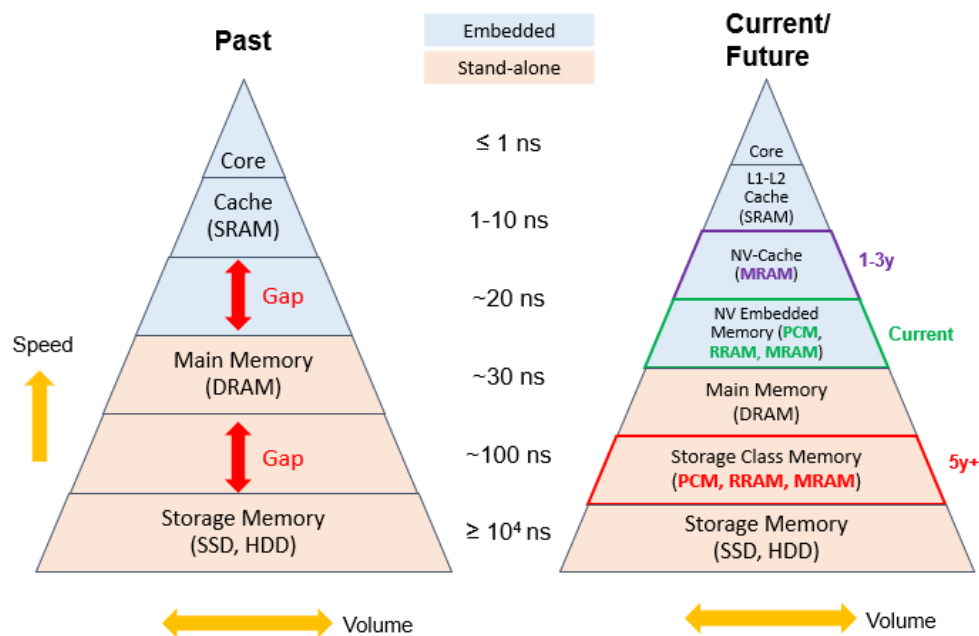 Past
Embedded
Stand-alone
Current/
Future
Core
Cache
(SRAM)
Gap
Main Memory
(DRAM)
Gap
Storage Memory
(SSD, HDD)
Speed
Volume
≤ 1 ns
1-10 ns
~20 ns
~30 ns
~100 ns
≥ 10⁴ ns
Core
L1-L2
Cache
(SRAM)
NV-Cache
(MRAM)
1-3y
NV Embedded
Memory (PCM,
RRAM, MRAM)
Current
Main Memory
(DRAM)
Storage Class Memory
(PCM, RRAM, MRAM)
5y+
Storage Memory
(SSD, HDD)
Volume